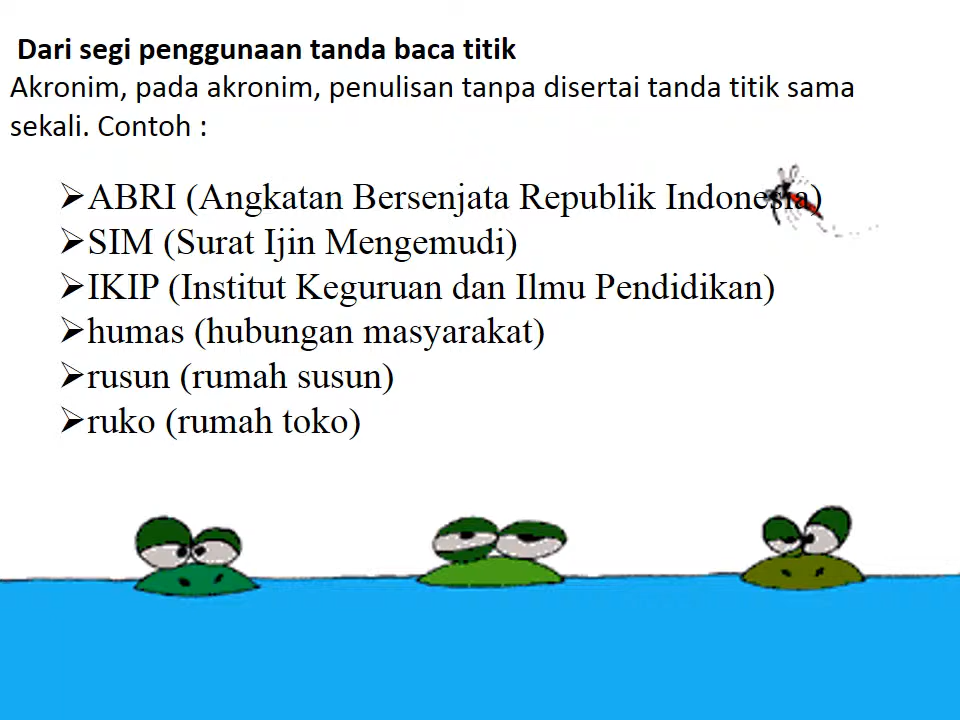 Dari segi penggunaan tanda baca titik
Akronim, pada akronim, penulisan tanpa disertai tanda titik sama
sekali. Contoh :
➢ABRI (Angkatan Bersenjata Republik Indonesia)
➢SIM (Surat Ijin Mengemudi)
➢IKIP (Institut Keguruan dan Ilmu Pendidikan)
➢humas (hubungan masyarakat)
➢rusun (rumah susun)
➢ruko (rumah toko)